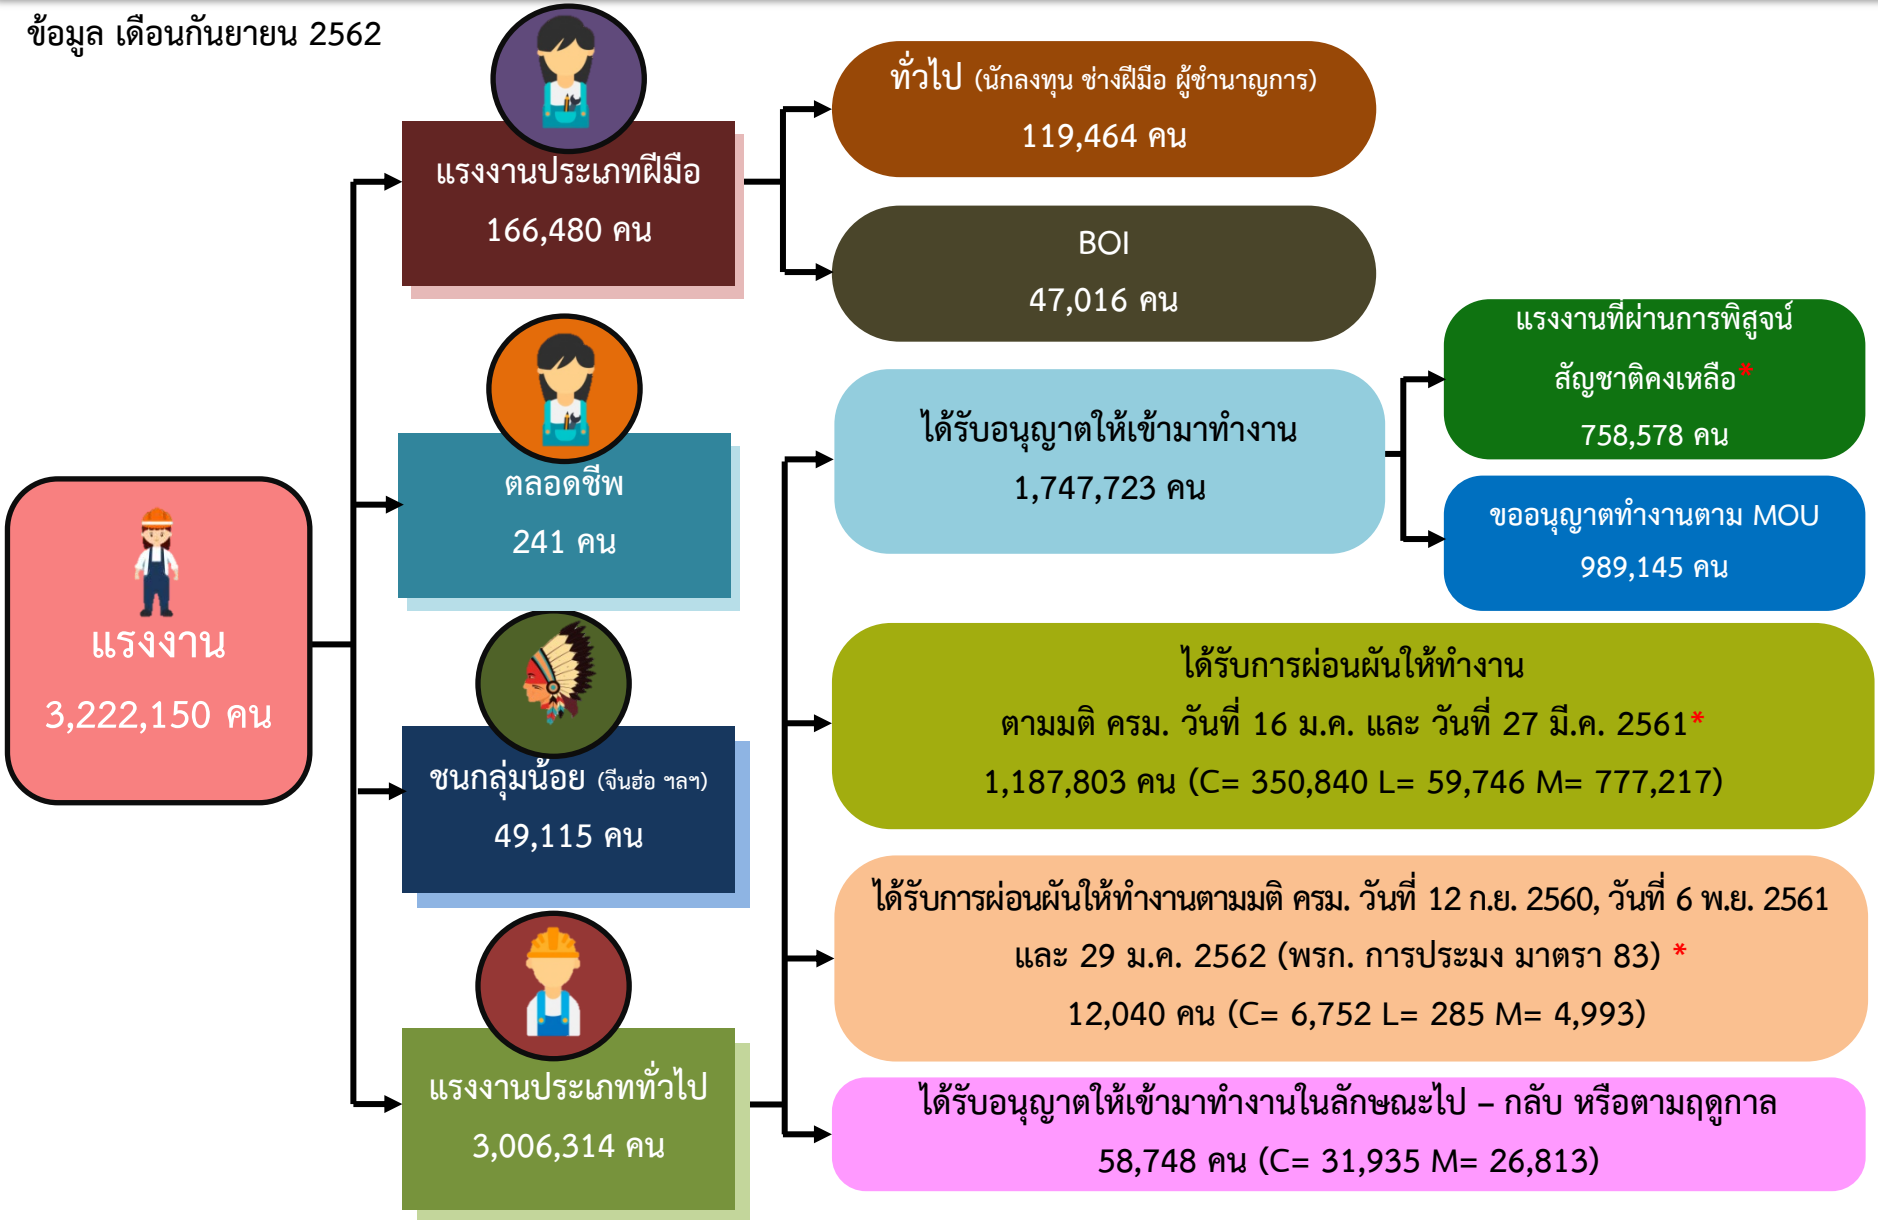 ข้อมูล เดือนกันยายน 2562
แรงงาน
3,222,150 คน
แรงงานประเภทฝีมือ
166,480 คน
ทั่วไป (นักลงทุน ช่างฝีมือ ผู้ชำนาญการ)
119,464 คน
BOI
47,016 คน
ตลอดชีพ
241 คน
ชนกลุ่มน้อย (จีนฮ่อ ฯลฯ)
49,115 คน
แรงงานประเภททั่วไป
3,006,314 คน
ได้รับอนุญาตให้เข้ามาทำงาน
1,747,723 คน
แรงงานที่ผ่านการพิสูจน์
สัญชาติคงเหลือ*
758,578 คน
ขออนุญาตทำงานตาม MOU
989,145 คน
ได้รับการผ่อนผันให้ทำงาน
ตามมติ ครม. วันที่ 16 ม.ค. และ วันที่ 27 มี.ค. 2561*
1,187,803 คน (C= 350,840 L= 59,746 M= 777,217)
ได้รับการผ่อนผันให้ทำงานตามมติ ครม. วันที่ 12 ก.ย. 2560, วันที่ 6 พ.ย. 2561
และ 29 ม.ค. 2562 (พรก. การประมง มาตรา 83) *
12,040 คน (C= 6,752 L= 285 M= 4,993)
ได้รับอนุญาตให้เข้ามาทำงานในลักษณะไป – กลับ หรือตามฤดูกาล
58,748 คน (C= 31,935 M= 26,813)